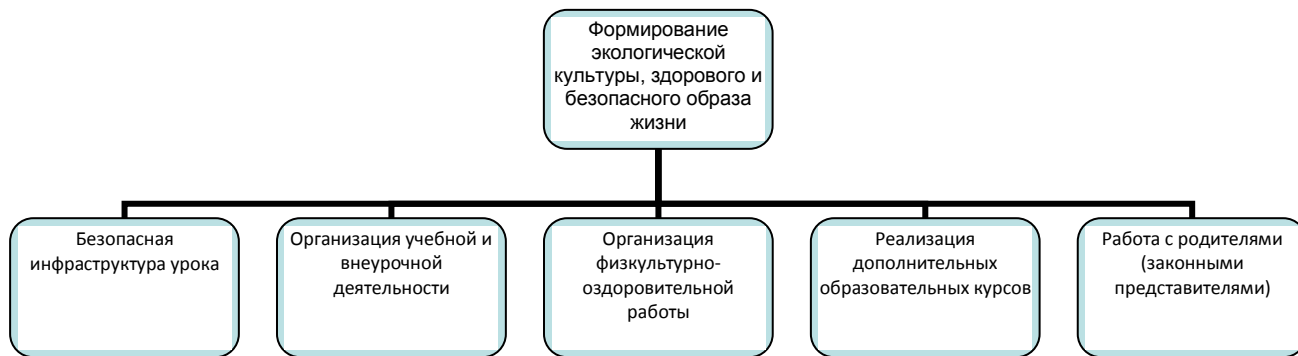 Формирование
экологической
культуры, здорового и
безопасного образа
жизни
Безопасная
инфраструктура урока
Организация учебной и
внеурочной
деятельности
Организация
физкультурно-
оздоровительной
работы
Реализация
дополнительных
образовательных курсов
Работа с родителями
(законными
представителями)